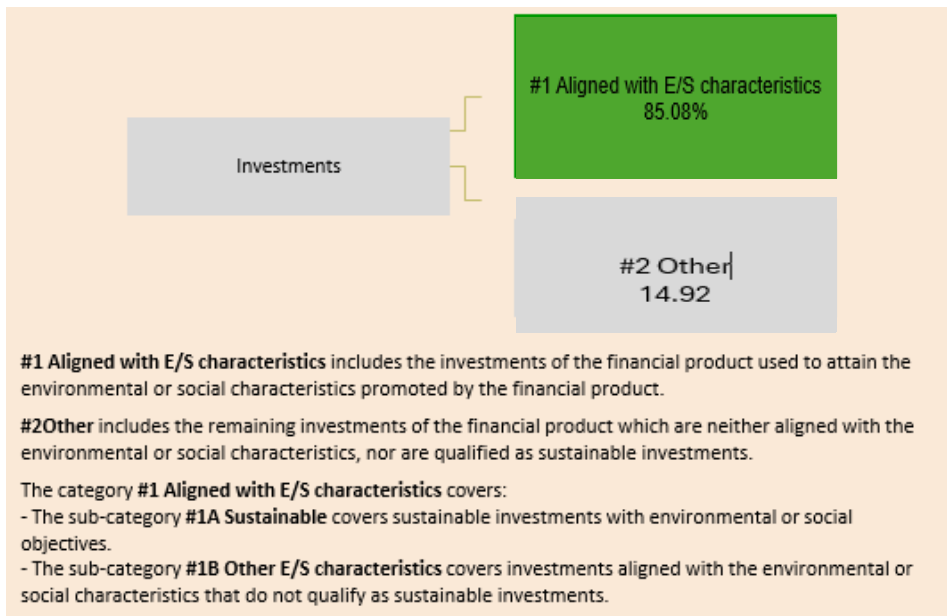 #1 Aligned with E/S characteristics
85.08%
Investments
#2 Other
14.92
#1 Aligned with E/S characteristics includes the investments of the financial product used to attain the
environmental or social characteristics promoted by the financial product.
#2Other includes the remaining investments of the financial product which are neither aligned with the
environmental or social characteristics, nor are qualified as sustainable investments.
The category #1 Aligned with E/S characteristics covers:
- The sub-category #1A Sustainable covers sustainable investments with environmental or social
objectives.
- The sub-category #1B Other E/S characteristics covers investments aligned with the environmental or
social characteristics that do not qualify as sustainable investments.